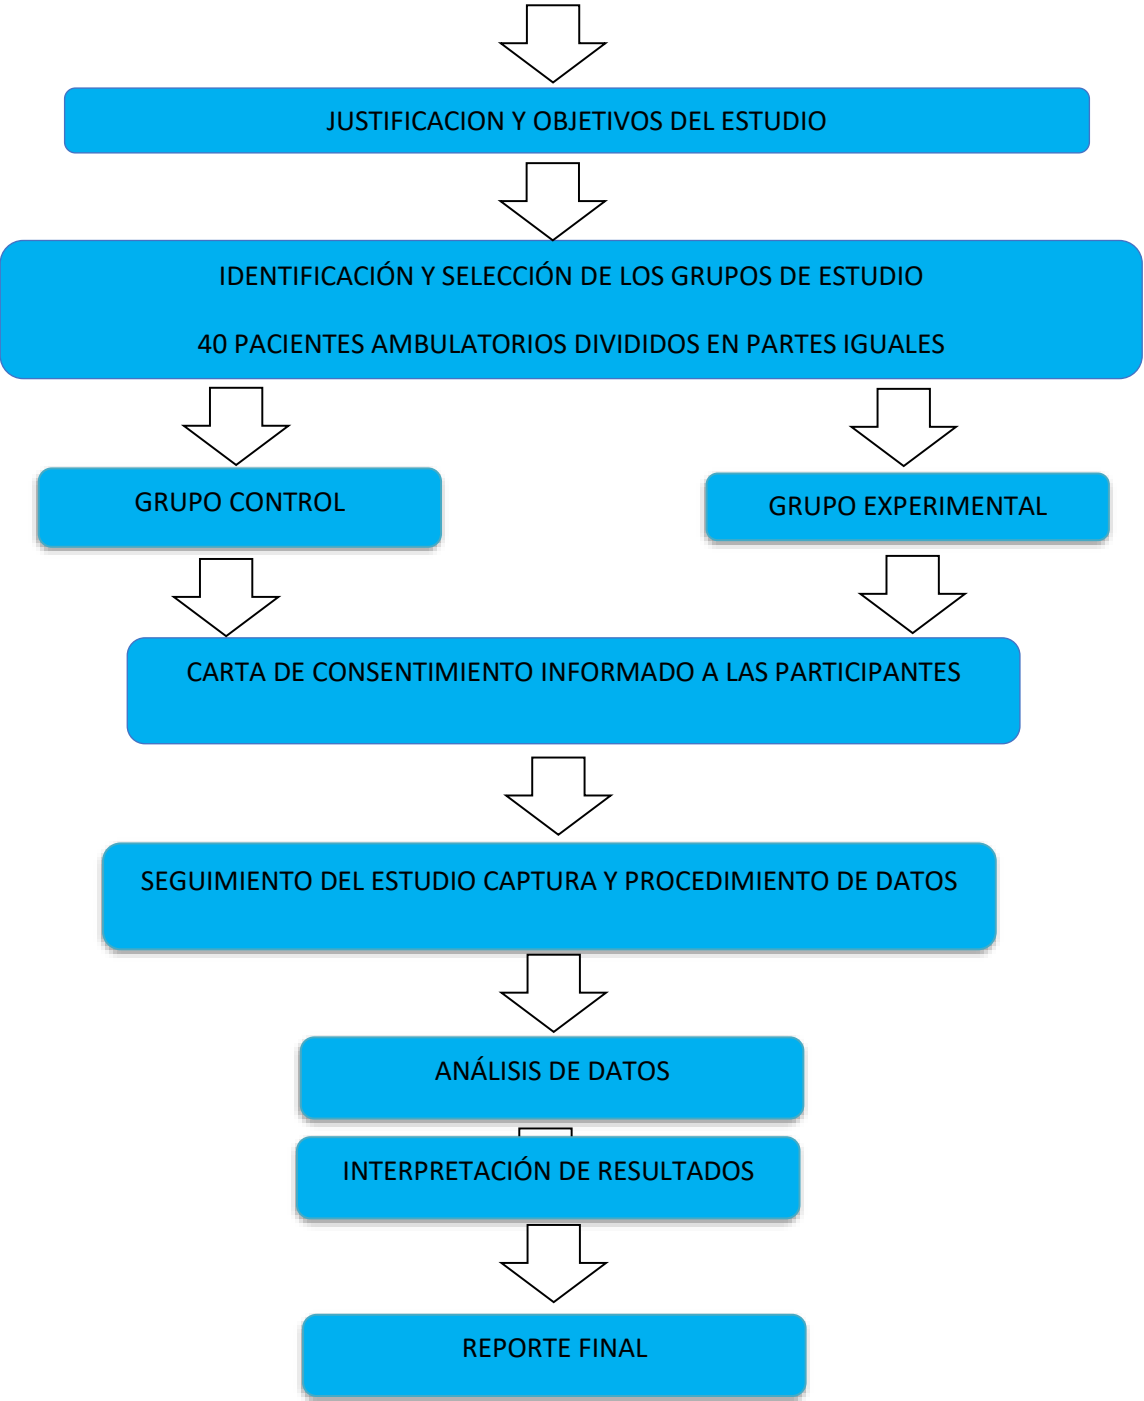 JUSTIFICACION Y OBJETIVOS DEL ESTUDIO
IDENTIFICACIÓN Y SELECCIÓN DE LOS GRUPOS DE ESTUDIO
40 PACIENTES AMBULATORIOS DIVIDIDOS EN PARTES IGUALES
GRUPO CONTROL
GRUPO EXPERIMENTAL
CARTA DE CONSENTIMIENTO INFORMADO A LAS PARTICIPANTES
SEGUIMIENTO DEL ESTUDIO CAPTURA Y PROCEDIMIENTO DE DATOS
ANÁLISIS DE DATOS
INTERPRETACIÓN DE RESULTADOS
REPORTE FINAL